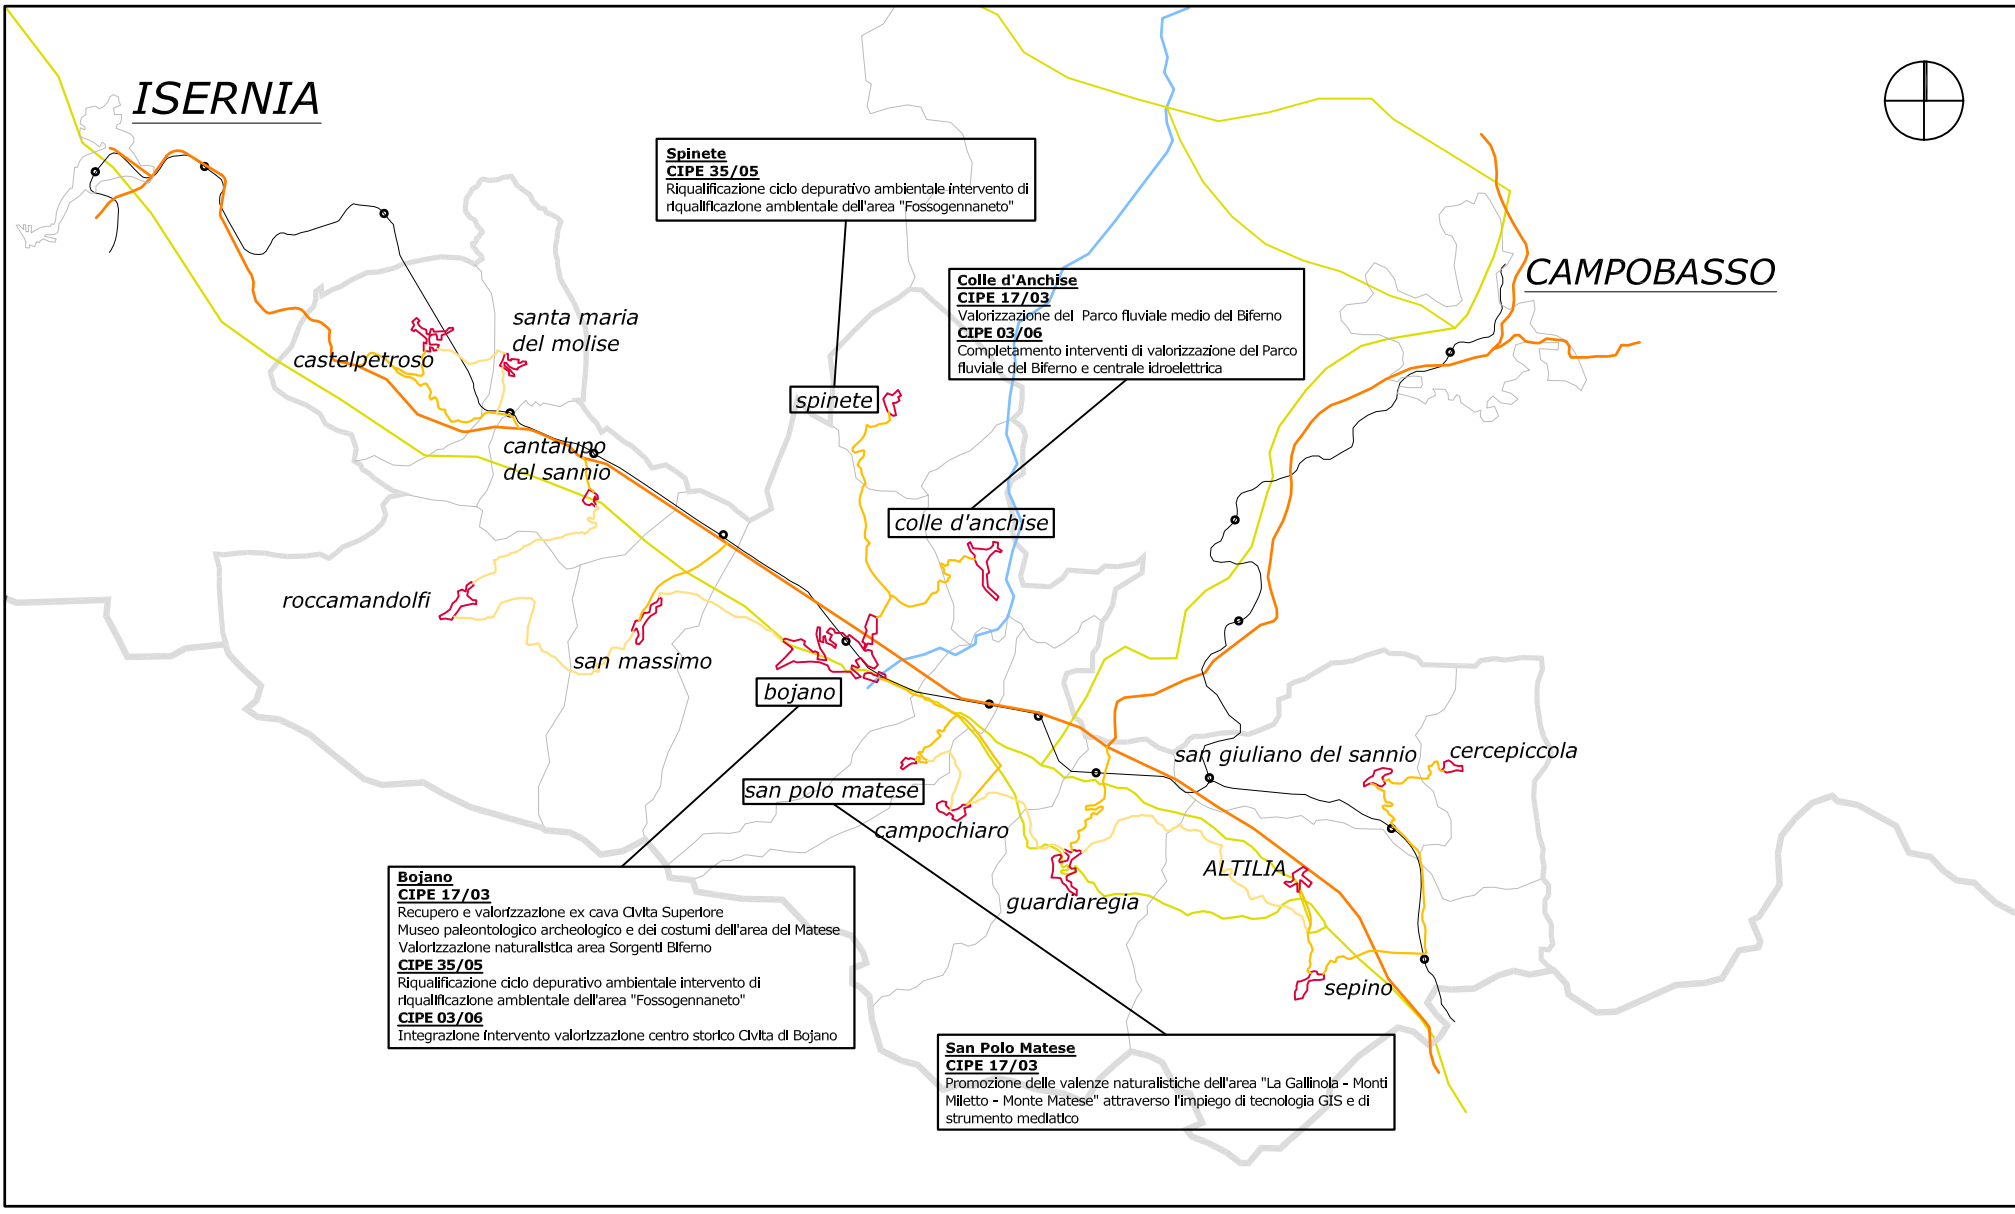 ISERNIA
Spinete
CIPE 35/05
Riqualificazione ciclo depurativo ambientale intervento di
riqualificazione ambientale dell'area "Fossogennaneto"
CAMPOBASSO
Colle d'Anchise
CIPE 17/03
Valorizzazione del Parco fluviale medio del Biferno
CIPE 03/06
Completamento interventi di valorizzazione del Parco
fluviale del Biferno e centrale idroelettrica
santa maria
del molise
castelpetroso
spinete
cantalupo
del sannio
colle d'anchise
roccamandolfi
san massimo
bojano
san giuliano del sannio
cercepiccola
san polo matese
campochiaro
ALTILIA
guardiaregia
sepino
Bojano
CIPE 17/03
Recupero e valorizzazione ex cava Civita Superiore
Museo paleontologico archeologico e dei costumi dell'area del Matese
Valorizzazione naturalistica area Sorgenti Biferno
CIPE 35/05
Riqualificazione ciclo depurativo ambientale intervento di
riqualificazione ambientale dell'area "Fossogennaneto"
CIPE 03/06
Integrazione intervento valorizzazione centro storico Civita di Bojano
San Polo Matese
CIPE 17/03
Promozione delle valenze naturalistiche dell'area "La Gallinola - Monti
Miletto - Monte Matese" attraverso l'impiego di tecnologia GIS e di
strumento mediatico